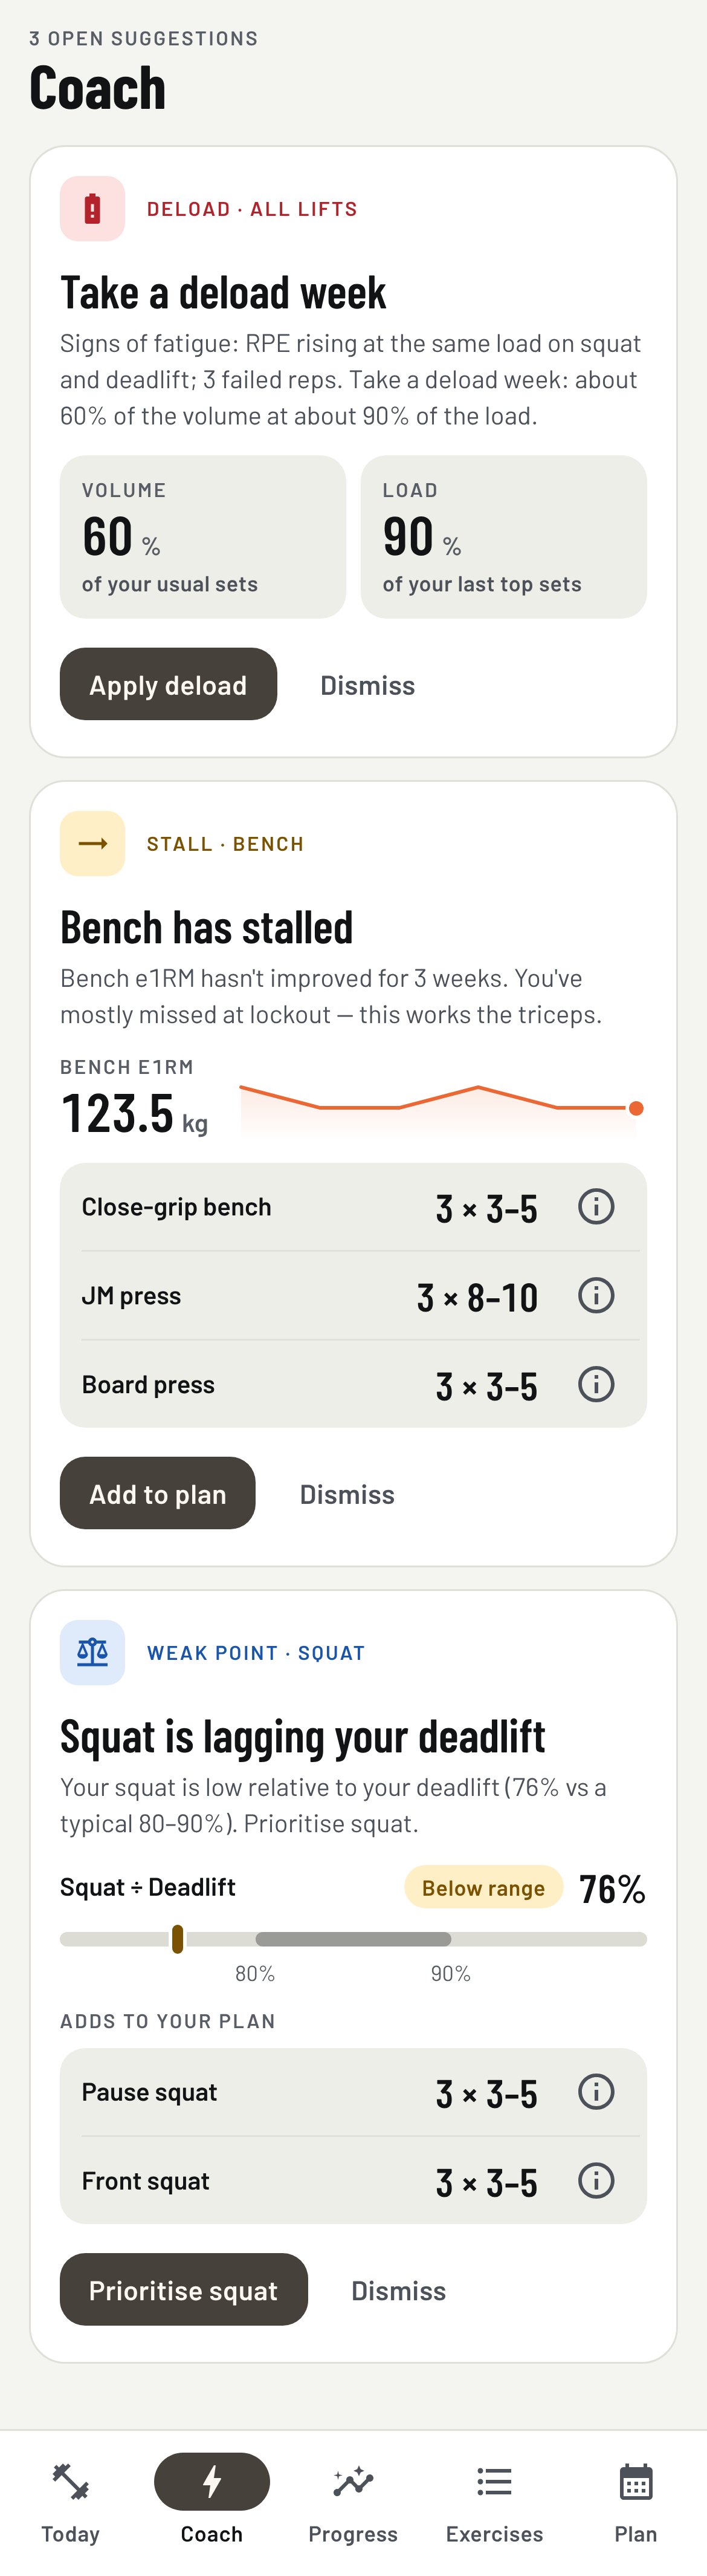 3 OPEN SUGGESTIONS
Coach
DELOAD · ALL LIFTS
Take a deload week
Signs of fatigue: RPE rising at the same load on squat
and deadlift; 3 failed reps. Take a deload week: about
60% of the volume at about 90% of the load.
VOLUME
60 %
of your usual sets
LOAD
90 %
of your last top sets
Apply deload
Dismiss
STALL · BENCH
Bench has stalled
Bench e1RM hasn't improved for 3 weeks. You've
mostly missed at lockout — this works the triceps.
BENCH E1RM
123.5 kg
Close-grip bench 3 × 3–5
JM press 3 × 8–10
Board press 3 × 3–5
Add to plan
Dismiss
WEAK POINT · SQUAT
Squat is lagging your deadlift
Your squat is low relative to your deadlift (76% vs a
typical 80–90%). Prioritise squat.
Squat ÷ Deadlift Below range 76%
80% 90%
ADDS TO YOUR PLAN
Pause squat 3 × 3–5
Front squat 3 × 3–5
Prioritise squat
Dismiss
Today Coach Progress Exercises Plan